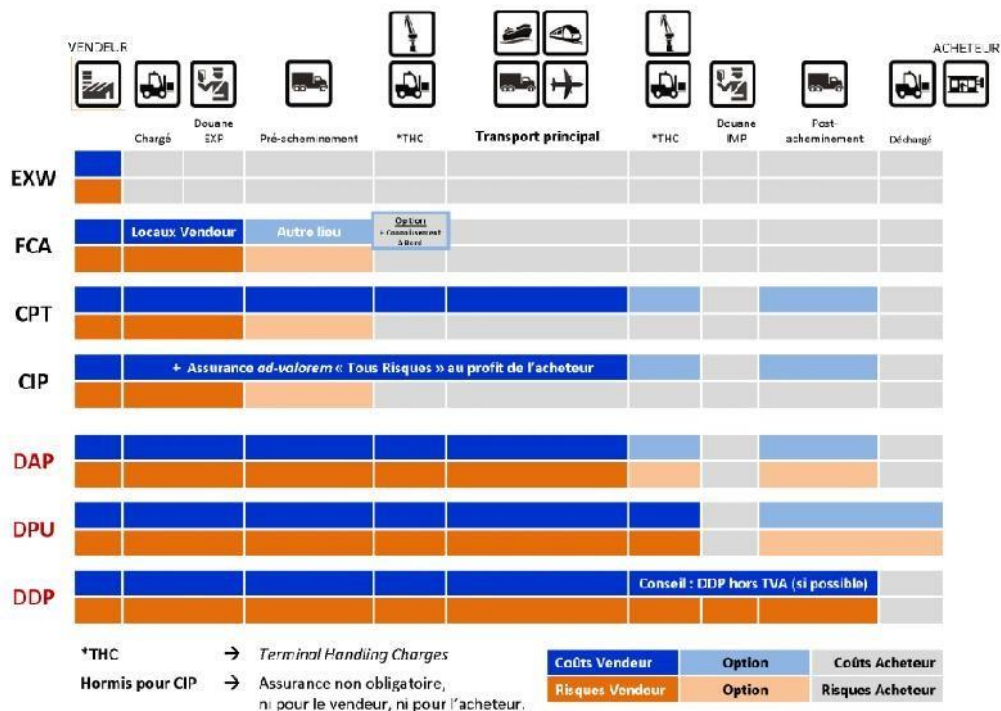 VENDEUR
ACHETEUR
Chargé
Douane
EXP
Pré-acheminement
*THC
Transport principal
*THC
Douane
IMP
Post-
acheminement
Déchargé
EXW
FCA
Locaux Vendeur
Autre lieu
Option
+ Connaissement
à Bord
CPT
CIP
+ Assurance ad-valorem « Tous Risques » au profit de l'acheteur
DAP
DPU
DDP
Conseil : DDP hors TVA (si possible)
*THC → Terminal Handling Charges
Hormis pour CIP → Assurance non obligatoire,
ni pour le vendeur, ni pour l'acheteur.
Coûts Vendeur Option Coûts Acheteur
Risques Vendeur Option Risques Acheteur